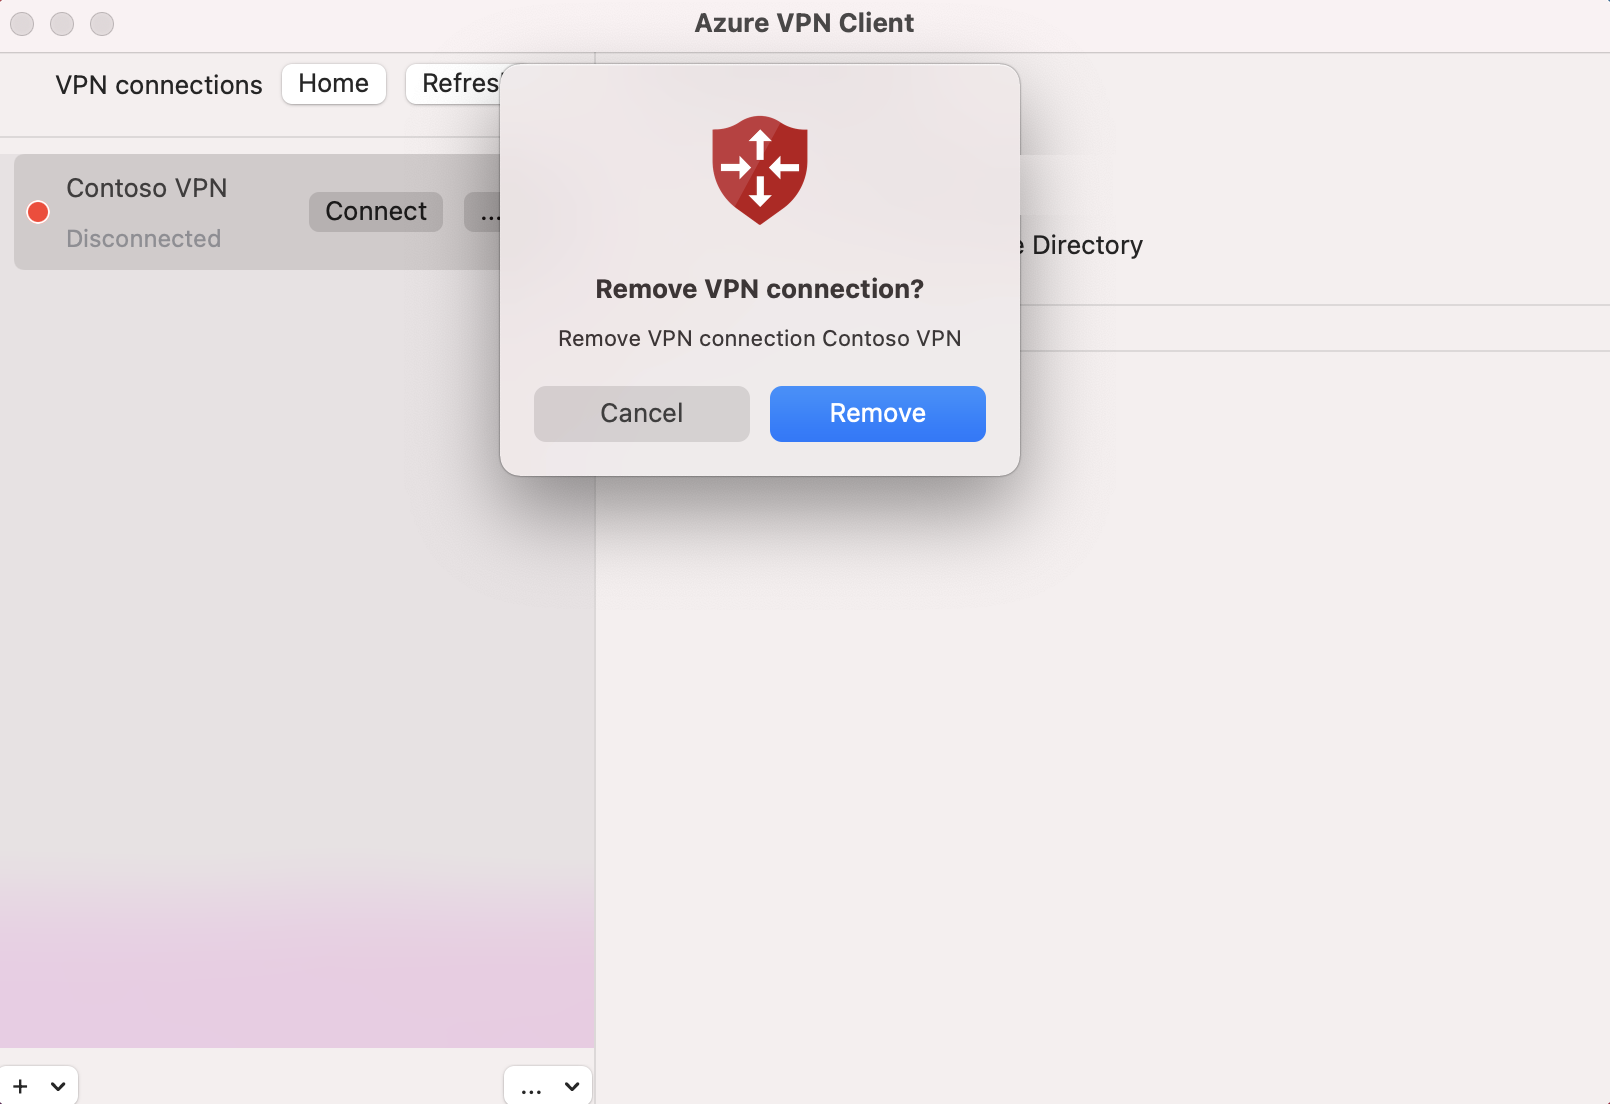 Azure VPN Client
VPN connections
Home
Contoso VPN
Disconnected
Connect
...
Remove VPN connection?
Remove VPN connection Contoso VPN
Cancel
Remove
Directory
+
...